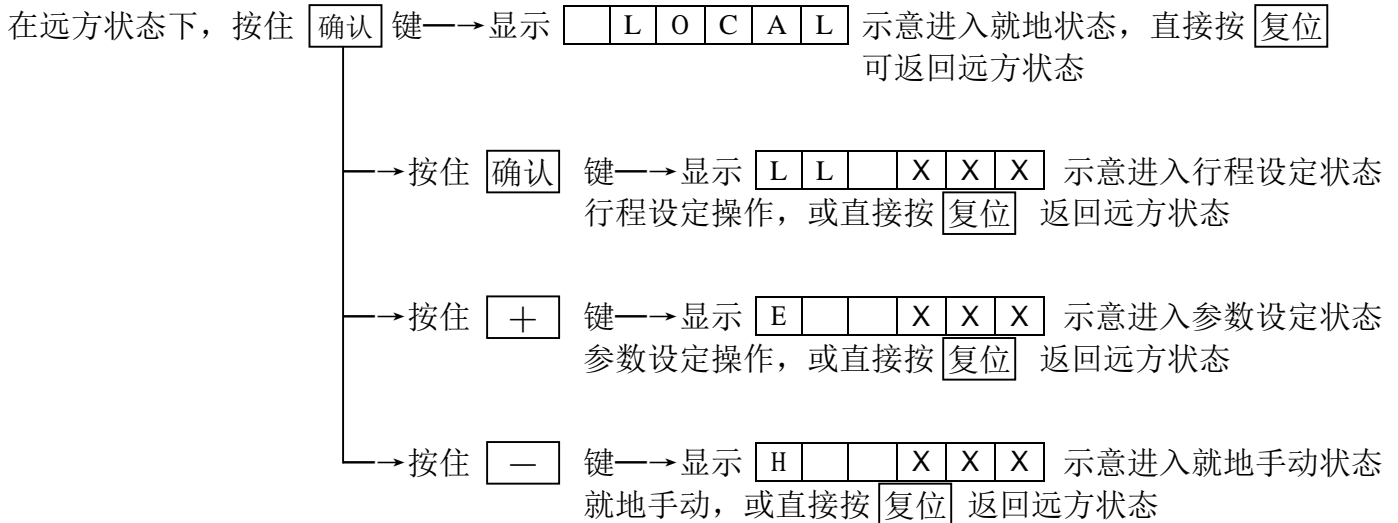 在远方状态下，按住 确认 键—→显示 L O C A L 示意进入就地状态，直接按 复位
可返回远方状态
→按住 确认 键—→显示 L L X X X 示意进入行程设定状态
行程设定操作，或直接按 复位 返回远方状态
→按住 ＋ 键—→显示 E X X X 示意进入参数设定状态
参数设定操作，或直接按 复位 返回远方状态
→按住 － 键—→显示 H X X X 示意进入就地手动状态
就地手动，或直接按 复位 返回远方状态